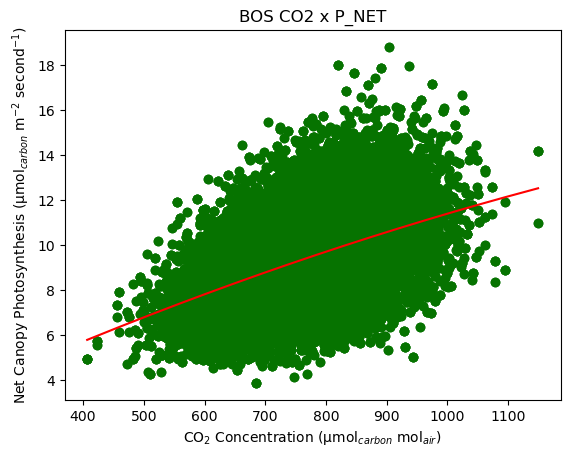 BOS CO2 x P_NET
Net Canopy Photosynthesis (μmol_carbon m⁻² second⁻¹)
18
16
14
12
10
8
6
4
400 500 600 700 800 900 1000 1100
CO₂ Concentration (μmol_carbon mol_air)